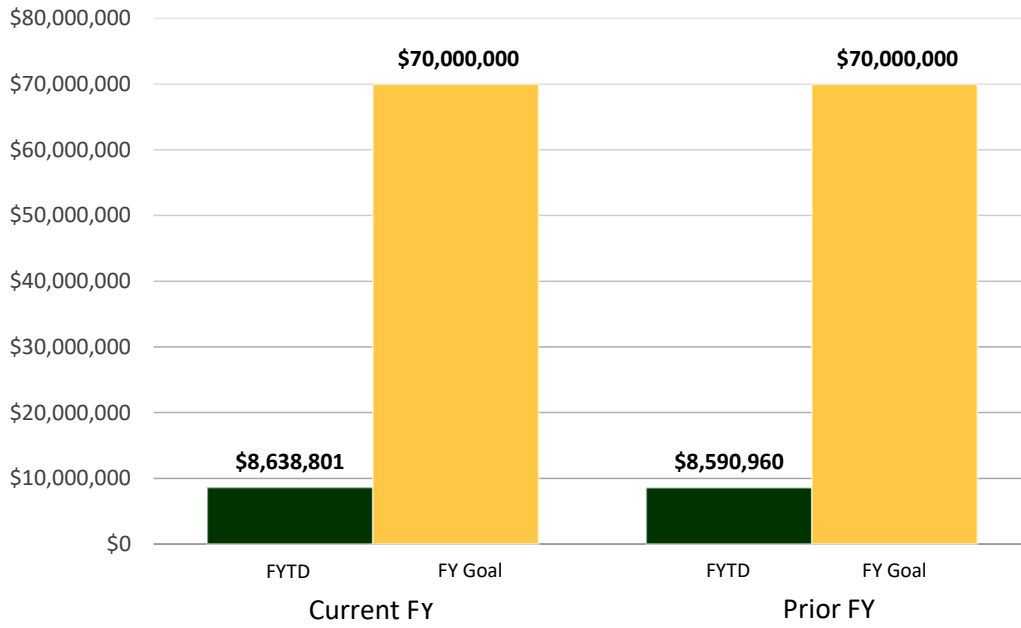 $80,000,000
$70,000,000
$60,000,000
$50,000,000
$40,000,000
$30,000,000
$20,000,000
$10,000,000
$0
$8,638,801
$70,000,000
$8,590,960
$70,000,000
FYTD
FY Goal
FYTD
FY Goal
Current FY
Prior FY